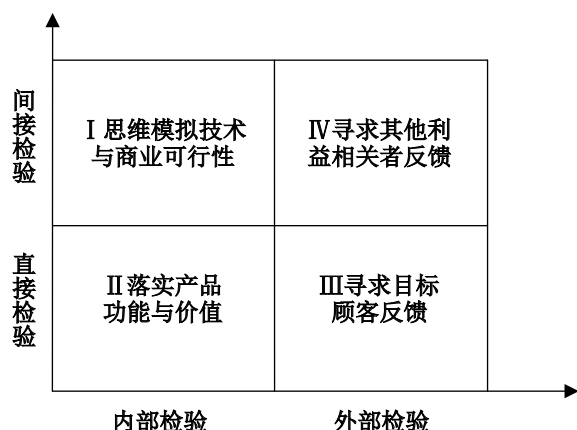 间接检验
Ⅰ思维模拟技术
与商业可行性
Ⅳ寻求其他利
益相关者反馈
直接检验
Ⅱ落实产品
功能与价值
Ⅲ寻求目标
顾客反馈
内部检验
外部检验